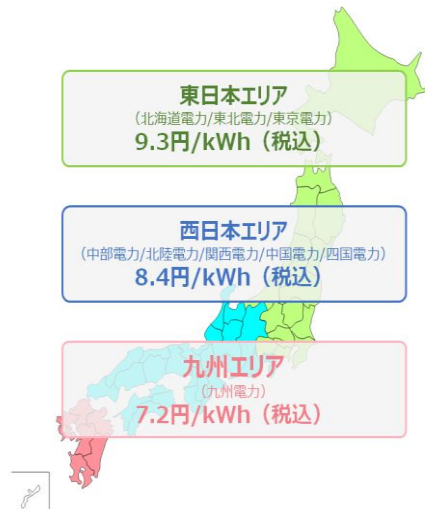 東日本エリア
（北海道電力/東北電力/東京電力）
9.3円/kWh（税込）
西日本エリア
（中部電力/北陸電力/関西電力/中国電力/四国電力）
8.4円/kWh（税込）
九州エリア
（九州電力）
7.2円/kWh（税込）